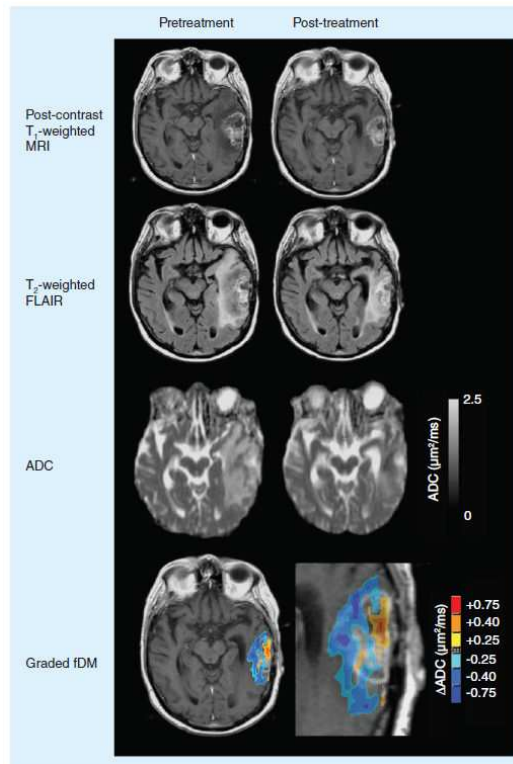 Pretreatment Post-treatment
Post-contrast
T₁-weighted
MRI
T₂-weighted
FLAIR
ADC
2.5
ADC (µm²/ms)
0
Graded fDM
ΔADC (µm²/ms)
+0.75
+0.40
+0.25
-0.25
-0.40
-0.75